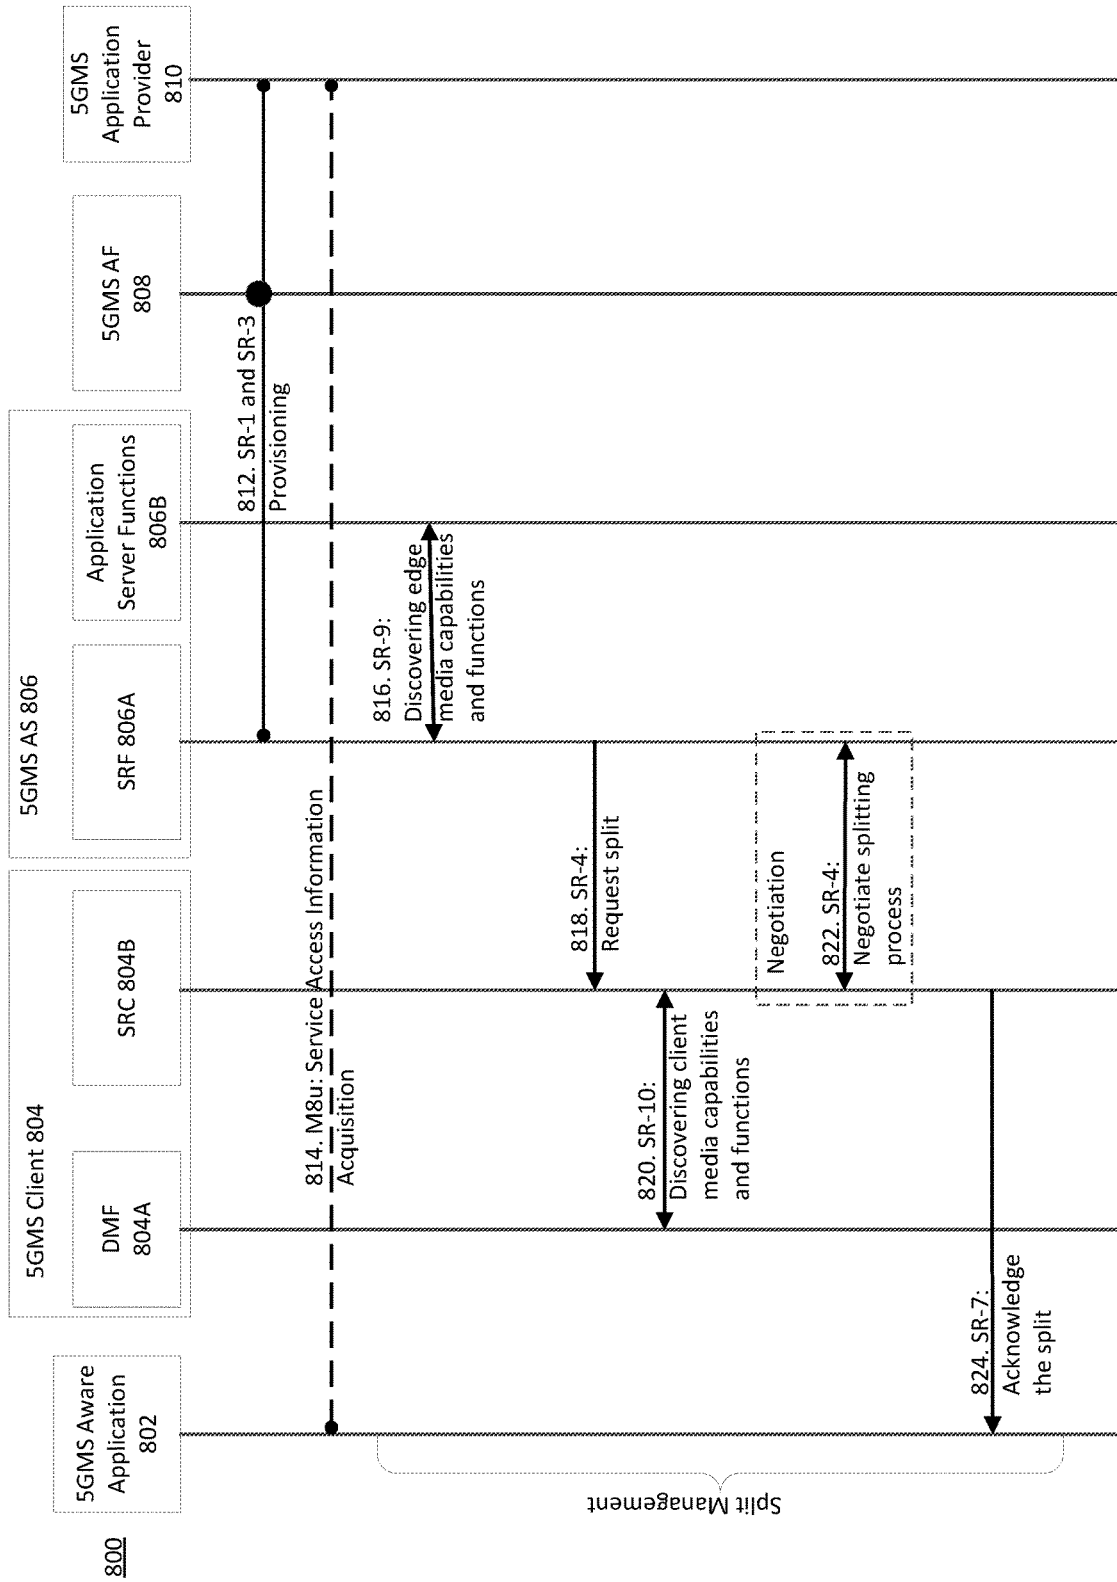 800
5GMS Aware
Application
802
5GMS Client 804
DMF
804A
SRC 804B
5GMS AS 806
SRF 806A
Application
Server Functions
806B
5GMS AF
808
5GMS
Application
Provider
810
812. SR-1 and SR-3
Provisioning
814. M8u: Service Access Information
Acquisition
Split Management
816. SR-9:
Discovering edge
media capabilities
and functions
818. SR-4:
Request split
820. SR-10:
Discovering client
media capabilities
and functions
Negotiation
822. SR-4:
Negotiate splitting
process
824. SR-7:
Acknowledge
the split